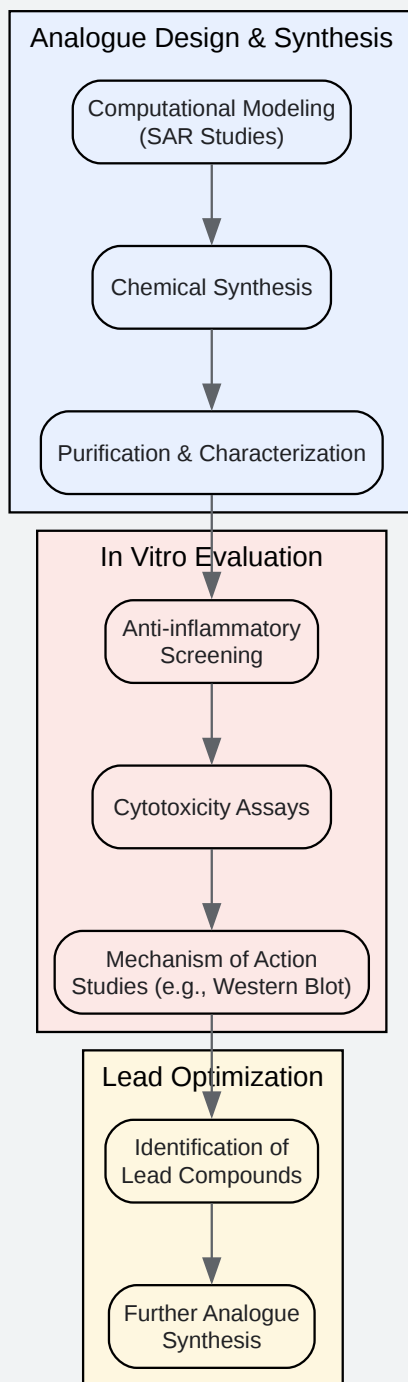 Analogue Design & Synthesis
Computational Modeling
(SAR Studies)
Chemical Synthesis
Purification & Characterization
In Vitro Evaluation
Anti-inflammatory
Screening
Cytotoxicity Assays
Mechanism of Action
Studies (e.g., Western Blot)
Lead Optimization
Identification of
Lead Compounds
Further Analogue
Synthesis